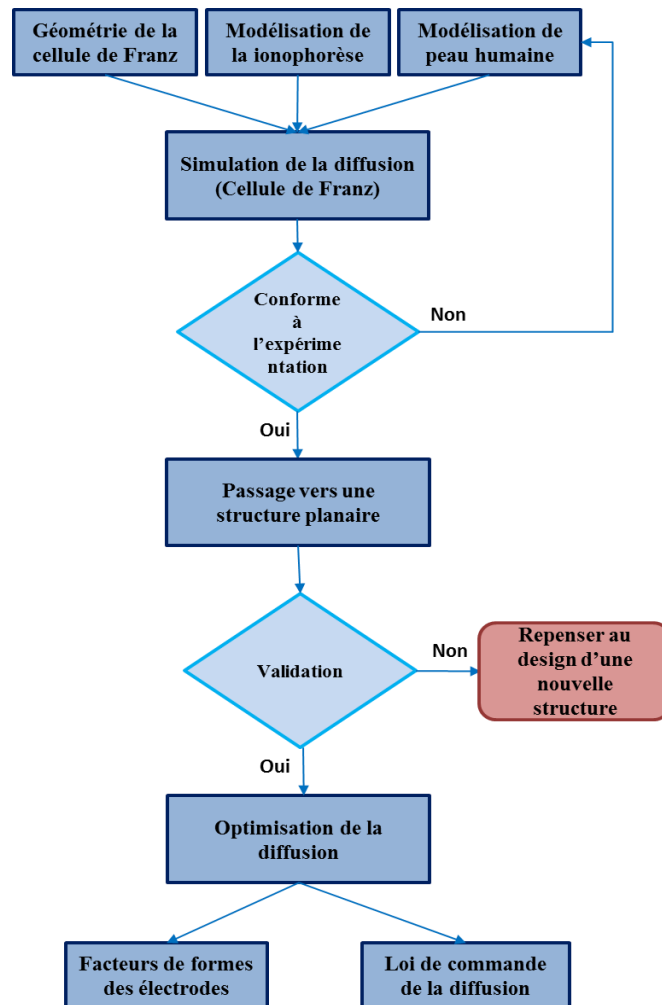 Géométrie de la
cellule de Franz
Modélisation de
la ionophorèse
Modélisation de
peau humaine
Simulation de la diffusion
(Cellule de Franz)
Conforme
à
l’expérime
ntation
Non
Oui
Passage vers une
structure planaire
Validation
Non
Repenser au
design d’une
nouvelle
structure
Oui
Optimisation de la
diffusion
Facteurs de formes
des électrodes
Loi de commande
de la diffusion